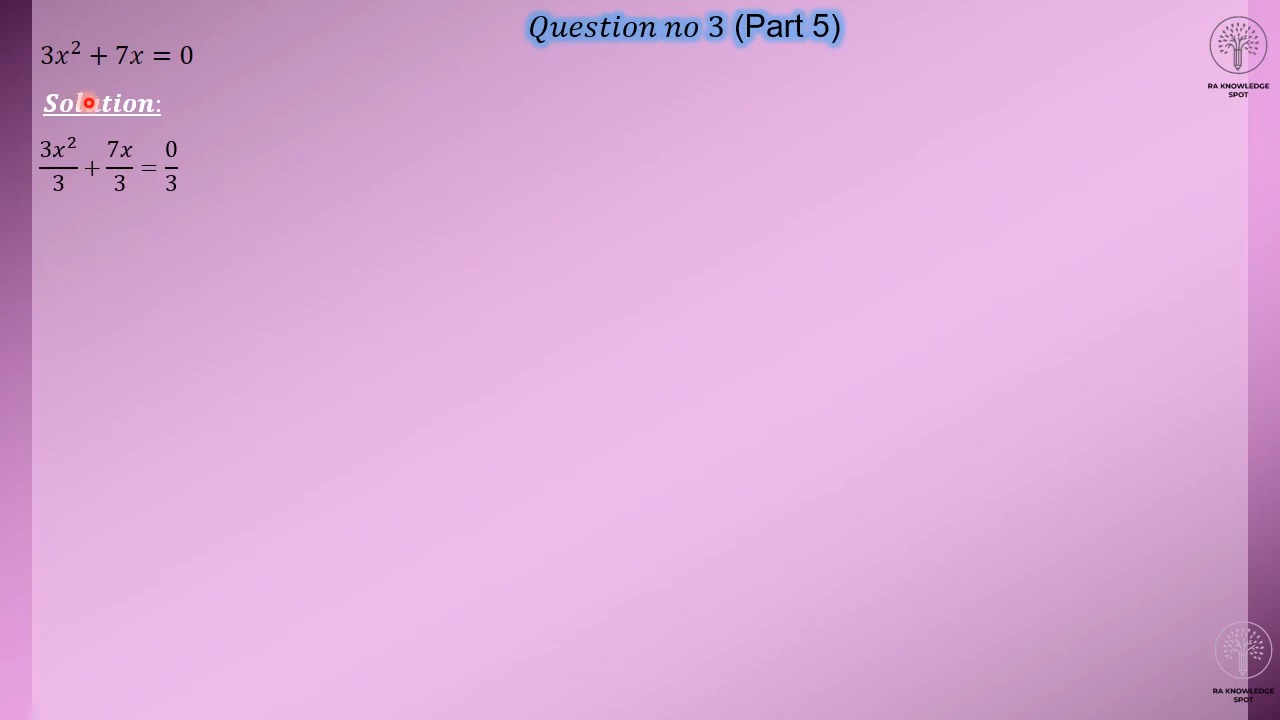 Question no 3 (Part 5)
3x² + 7x = 0
Solution:
3x²/3 + 7x/3 = 0/3
RA KNOWLEDGE
SPOT
RA KNOWLEDGE
SPOT